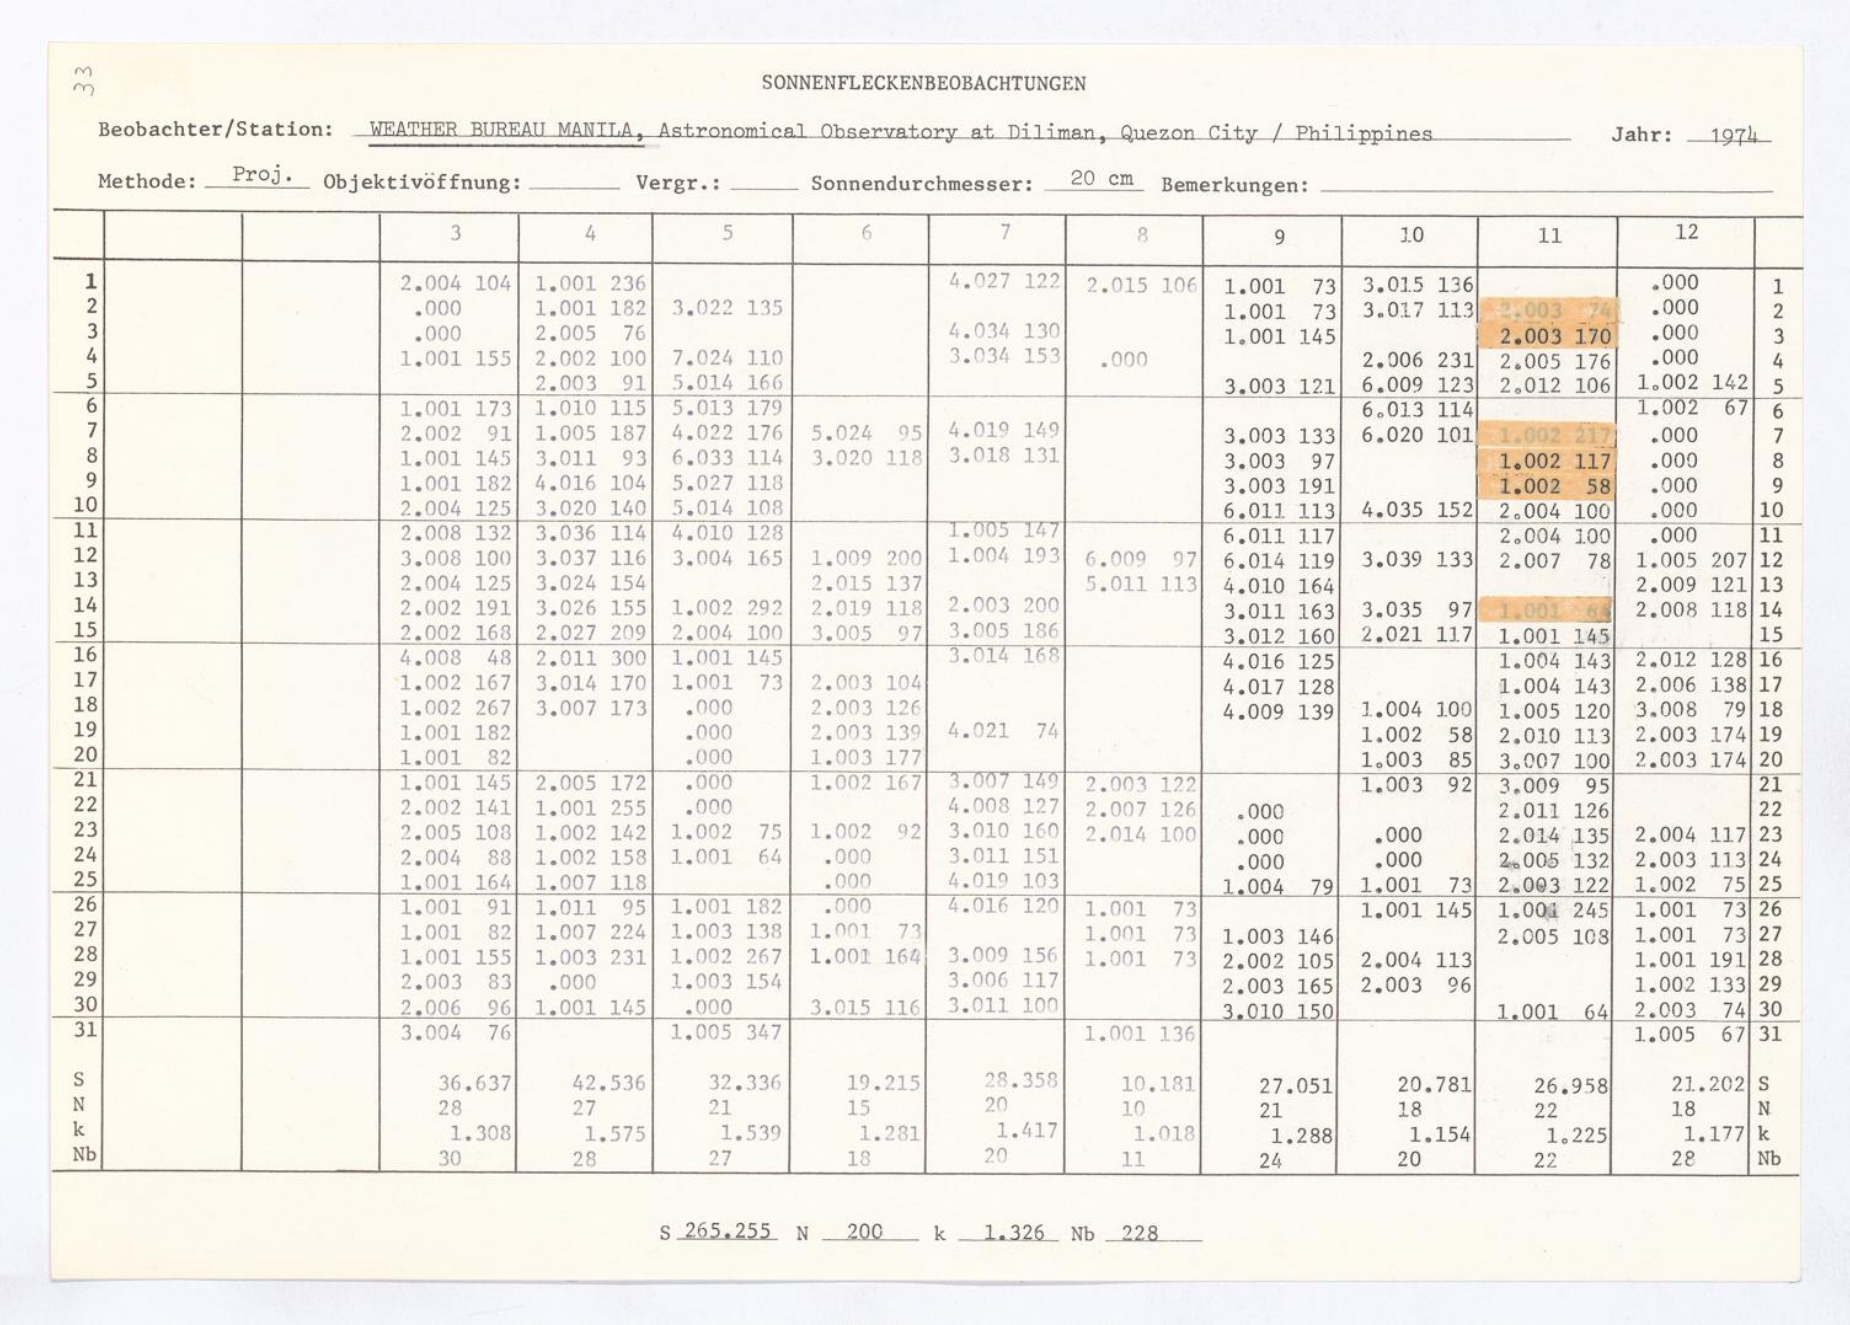 33
SONNENFLECKENBEOBACHTUNGEN
Beobachter/Station: WEATHER BUREAU MANILA, Astronomical Observatory at Diliman, Quezon City / Philippines Jahr: 1974
Methode: Proj. Objektivöffnung: Vergr.: Sonnendurchmesser: 20 cm Bemerkungen:
3 4 5 6 7 8 9 10 11 12
1 2.004 104 1.001 236 4.027 122 2.015 106 1.001 73 3.015 136 .000 1
2 .000 1.001 182 3.022 135 1.001 73 3.017 113 2.003 74 .000 2
3 .000 2.005 76 4.034 130 1.001 145 2.003 170 .000 3
4 1.001 155 2.002 100 7.024 110 3.034 153 .000 2.006 231 2.005 176 .000 4
5 2.003 91 5.014 166 3.003 121 6.009 123 2.012 106 1.002 142 5
6 1.001 173 1.010 115 5.013 179 6.013 114 1.002 67 6
7 2.002 91 1.005 187 4.022 176 5.024 95 4.019 149 3.003 133 6.020 101 1.002 217 .000 7
8 1.001 145 3.011 93 6.033 114 3.020 118 3.018 131 3.003 97 1.002 117 .000 8
9 1.001 182 4.016 104 5.027 118 3.003 191 1.002 58 .000 9
10 2.004 125 3.020 140 5.014 108 6.011 113 4.035 152 2.004 100 .000 10
11 2.008 132 3.036 114 4.010 128 1.005 147 6.011 117 2.004 100 .000 11
12 3.008 100 3.037 116 3.004 165 1.009 200 1.004 193 6.009 97 6.014 119 3.039 133 2.007 78 1.005 207 12
13 2.004 125 3.024 154 2.015 137 5.011 113 4.010 164 2.009 121 13
14 2.002 191 3.026 155 1.002 292 2.019 118 2.003 200 3.011 163 3.035 97 1.001 64 2.008 118 14
15 2.002 168 2.027 209 2.004 100 3.005 97 3.005 186 3.012 160 2.021 117 1.001 145 15
16 4.008 48 2.011 300 1.001 145 3.014 168 4.016 125 1.004 143 2.012 128 16
17 1.002 167 3.014 170 1.001 73 2.003 104 4.017 128 1.004 143 2.006 138 17
18 1.002 267 3.007 173 .000 2.003 126 4.009 139 1.004 100 1.005 120 3.008 79 18
19 1.001 182 .000 2.003 139 4.021 74 1.002 58 2.010 113 2.003 174 19
20 1.001 82 .000 1.003 177 1.003 85 3.007 100 2.003 174 20
21 1.001 145 2.005 172 .000 1.002 167 3.007 149 2.003 122 1.003 92 3.009 95 21
22 2.002 141 1.001 255 .000 4.008 127 2.007 126 .000 2.011 126 22
23 2.005 108 1.002 142 1.002 75 1.002 92 3.010 160 2.014 100 .000 .000 2.014 135 2.004 117 23
24 2.004 88 1.002 158 1.001 64 .000 3.011 151 .000 .000 2.005 132 2.003 113 24
25 1.001 164 1.007 118 .000 4.019 103 1.004 79 1.001 73 2.003 122 1.002 75 25
26 1.001 91 1.011 95 1.001 182 .000 4.016 120 1.001 73 1.001 145 245 1.001 73 26
27 1.001 82 1.007 224 1.003 138 1.001 73 1.001 73 1.003 146 2.005 108 1.001 73 27
28 1.001 155 1.003 231 1.002 267 1.001 164 3.009 156 1.001 73 2.002 105 2.004 113 1.001 191 28
29 2.003 83 .000 1.003 154 3.006 117 2.003 165 2.003 96 1.002 133 29
30 2.006 96 1.001 145 .000 3.015 116 3.011 100 3.010 150 1.001 64 2.003 74 30
31 3.004 76 1.005 347 1.001 136 1.005 67 31
S 36.637 42.536 32.336 19.215 28.358 10.181 27.051 20.781 26.958 21.202 S
N 28 27 21 15 20 10 21 18 22 18 N
k 1.308 1.575 1.539 1.281 1.417 1.018 1.288 1.154 1.225 1.177 k
Nb 30 28 27 18 20 11 24 20 22 28 Nb
S 265.255 N 200 k 1.326 Nb 228